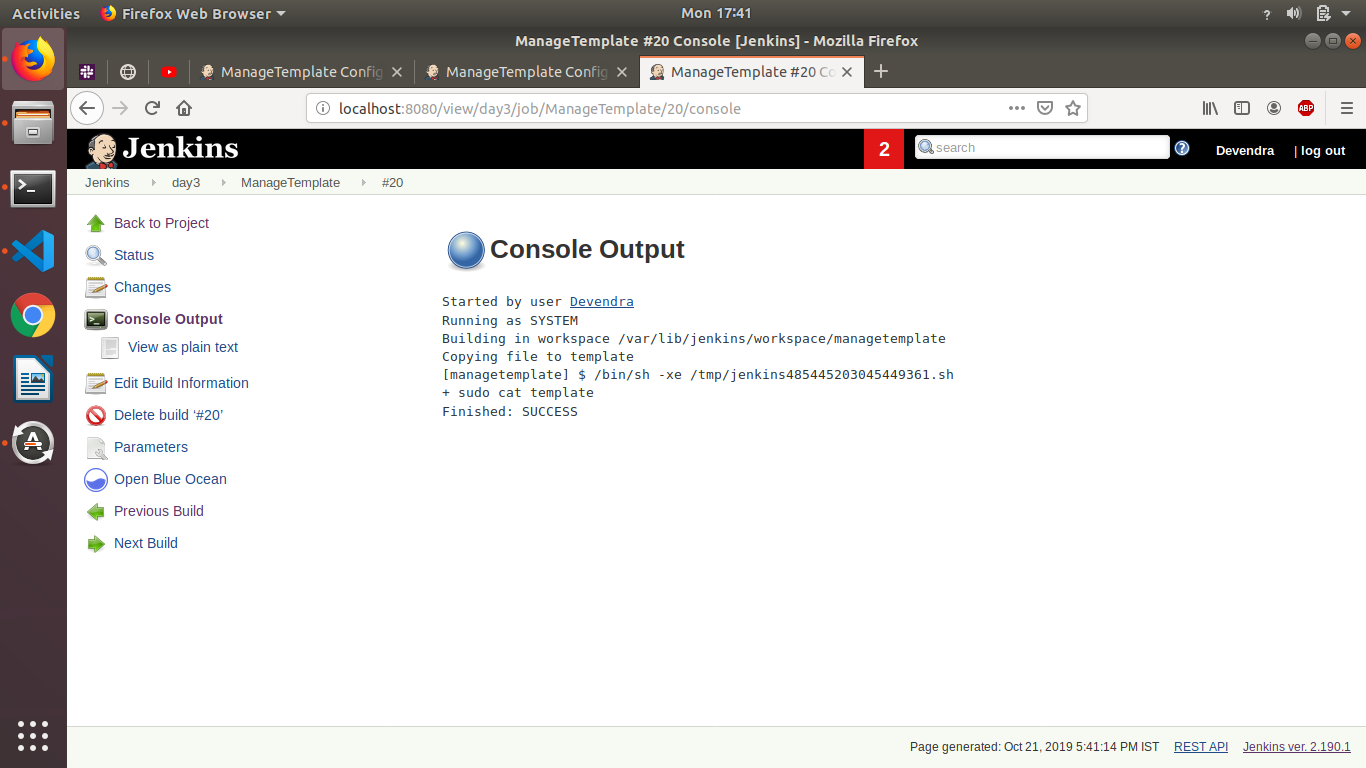 Activities Firefox Web Browser Mon 17:41 ?
ManageTemplate #20 Console [Jenkins] - Mozilla Firefox
ManageTemplate Config ManageTemplate Config ManageTemplate #20 Co
localhost:8080/view/day3/job/ManageTemplate/20/console ABP
Jenkins 2 search ? Devendra | log out
Jenkins day3 ManageTemplate #20
Back to Project
Status
Changes
Console Output
View as plain text
Edit Build Information
Delete build ‘#20’
Parameters
Open Blue Ocean
Previous Build
Next Build
Console Output
Started by user Devendra
Running as SYSTEM
Building in workspace /var/lib/jenkins/workspace/managetemplate
Copying file to template
[managetemplate] $ /bin/sh -xe /tmp/jenkins485445203045449361.sh
+ sudo cat template
Finished: SUCCESS
Page generated: Oct 21, 2019 5:41:14 PM IST REST API Jenkins ver. 2.190.1